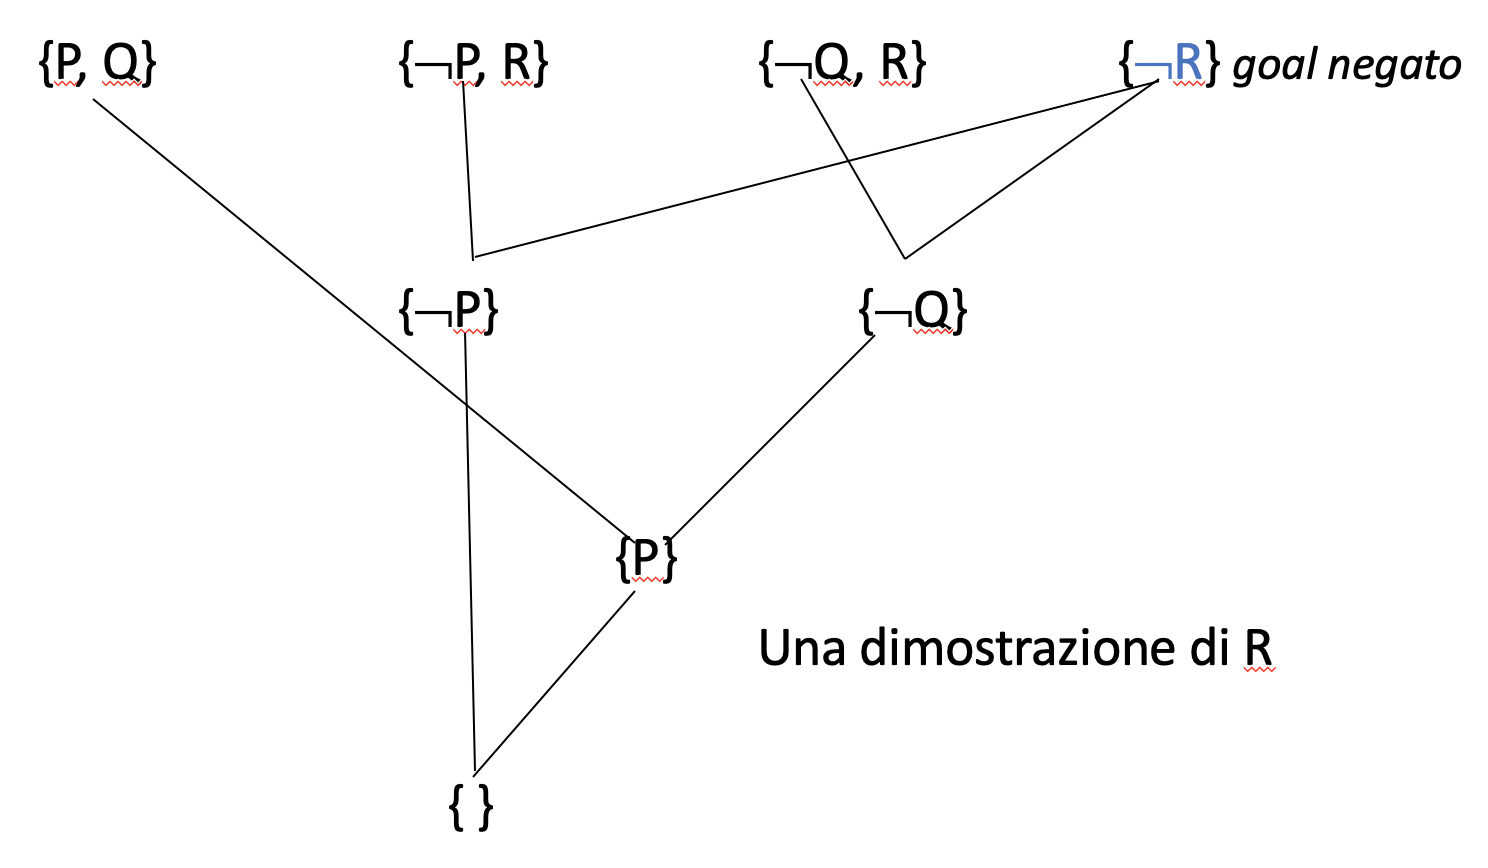 {P, Q} {¬P, R} {¬Q, R} {¬R} goal negato
{¬P} {¬Q}
{P}
Una dimostrazione di R
{ }